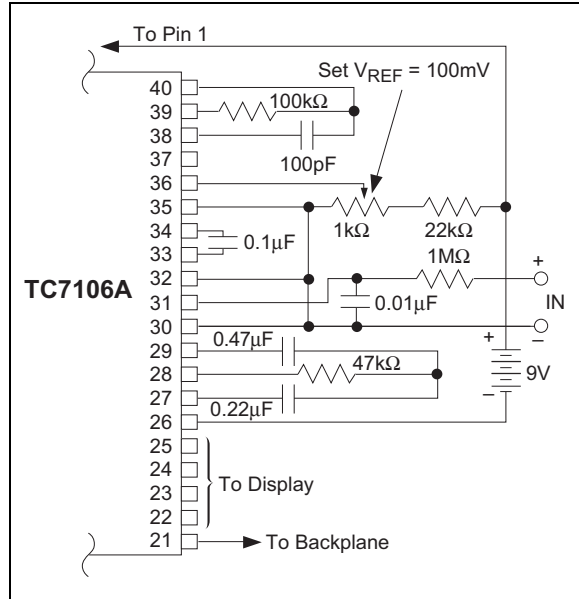 To Pin 1
Set VREF = 100mV
40
39
100kΩ
38
100pF
37
36
35
1kΩ
22kΩ
34
0.1μF
33
1MΩ
TC7106A
32
31
0.01μF
+
IN
–
30
29
0.47μF
28
47kΩ
27
0.22μF
+
9V
–
26
25
24
To Display
23
22
21
To Backplane